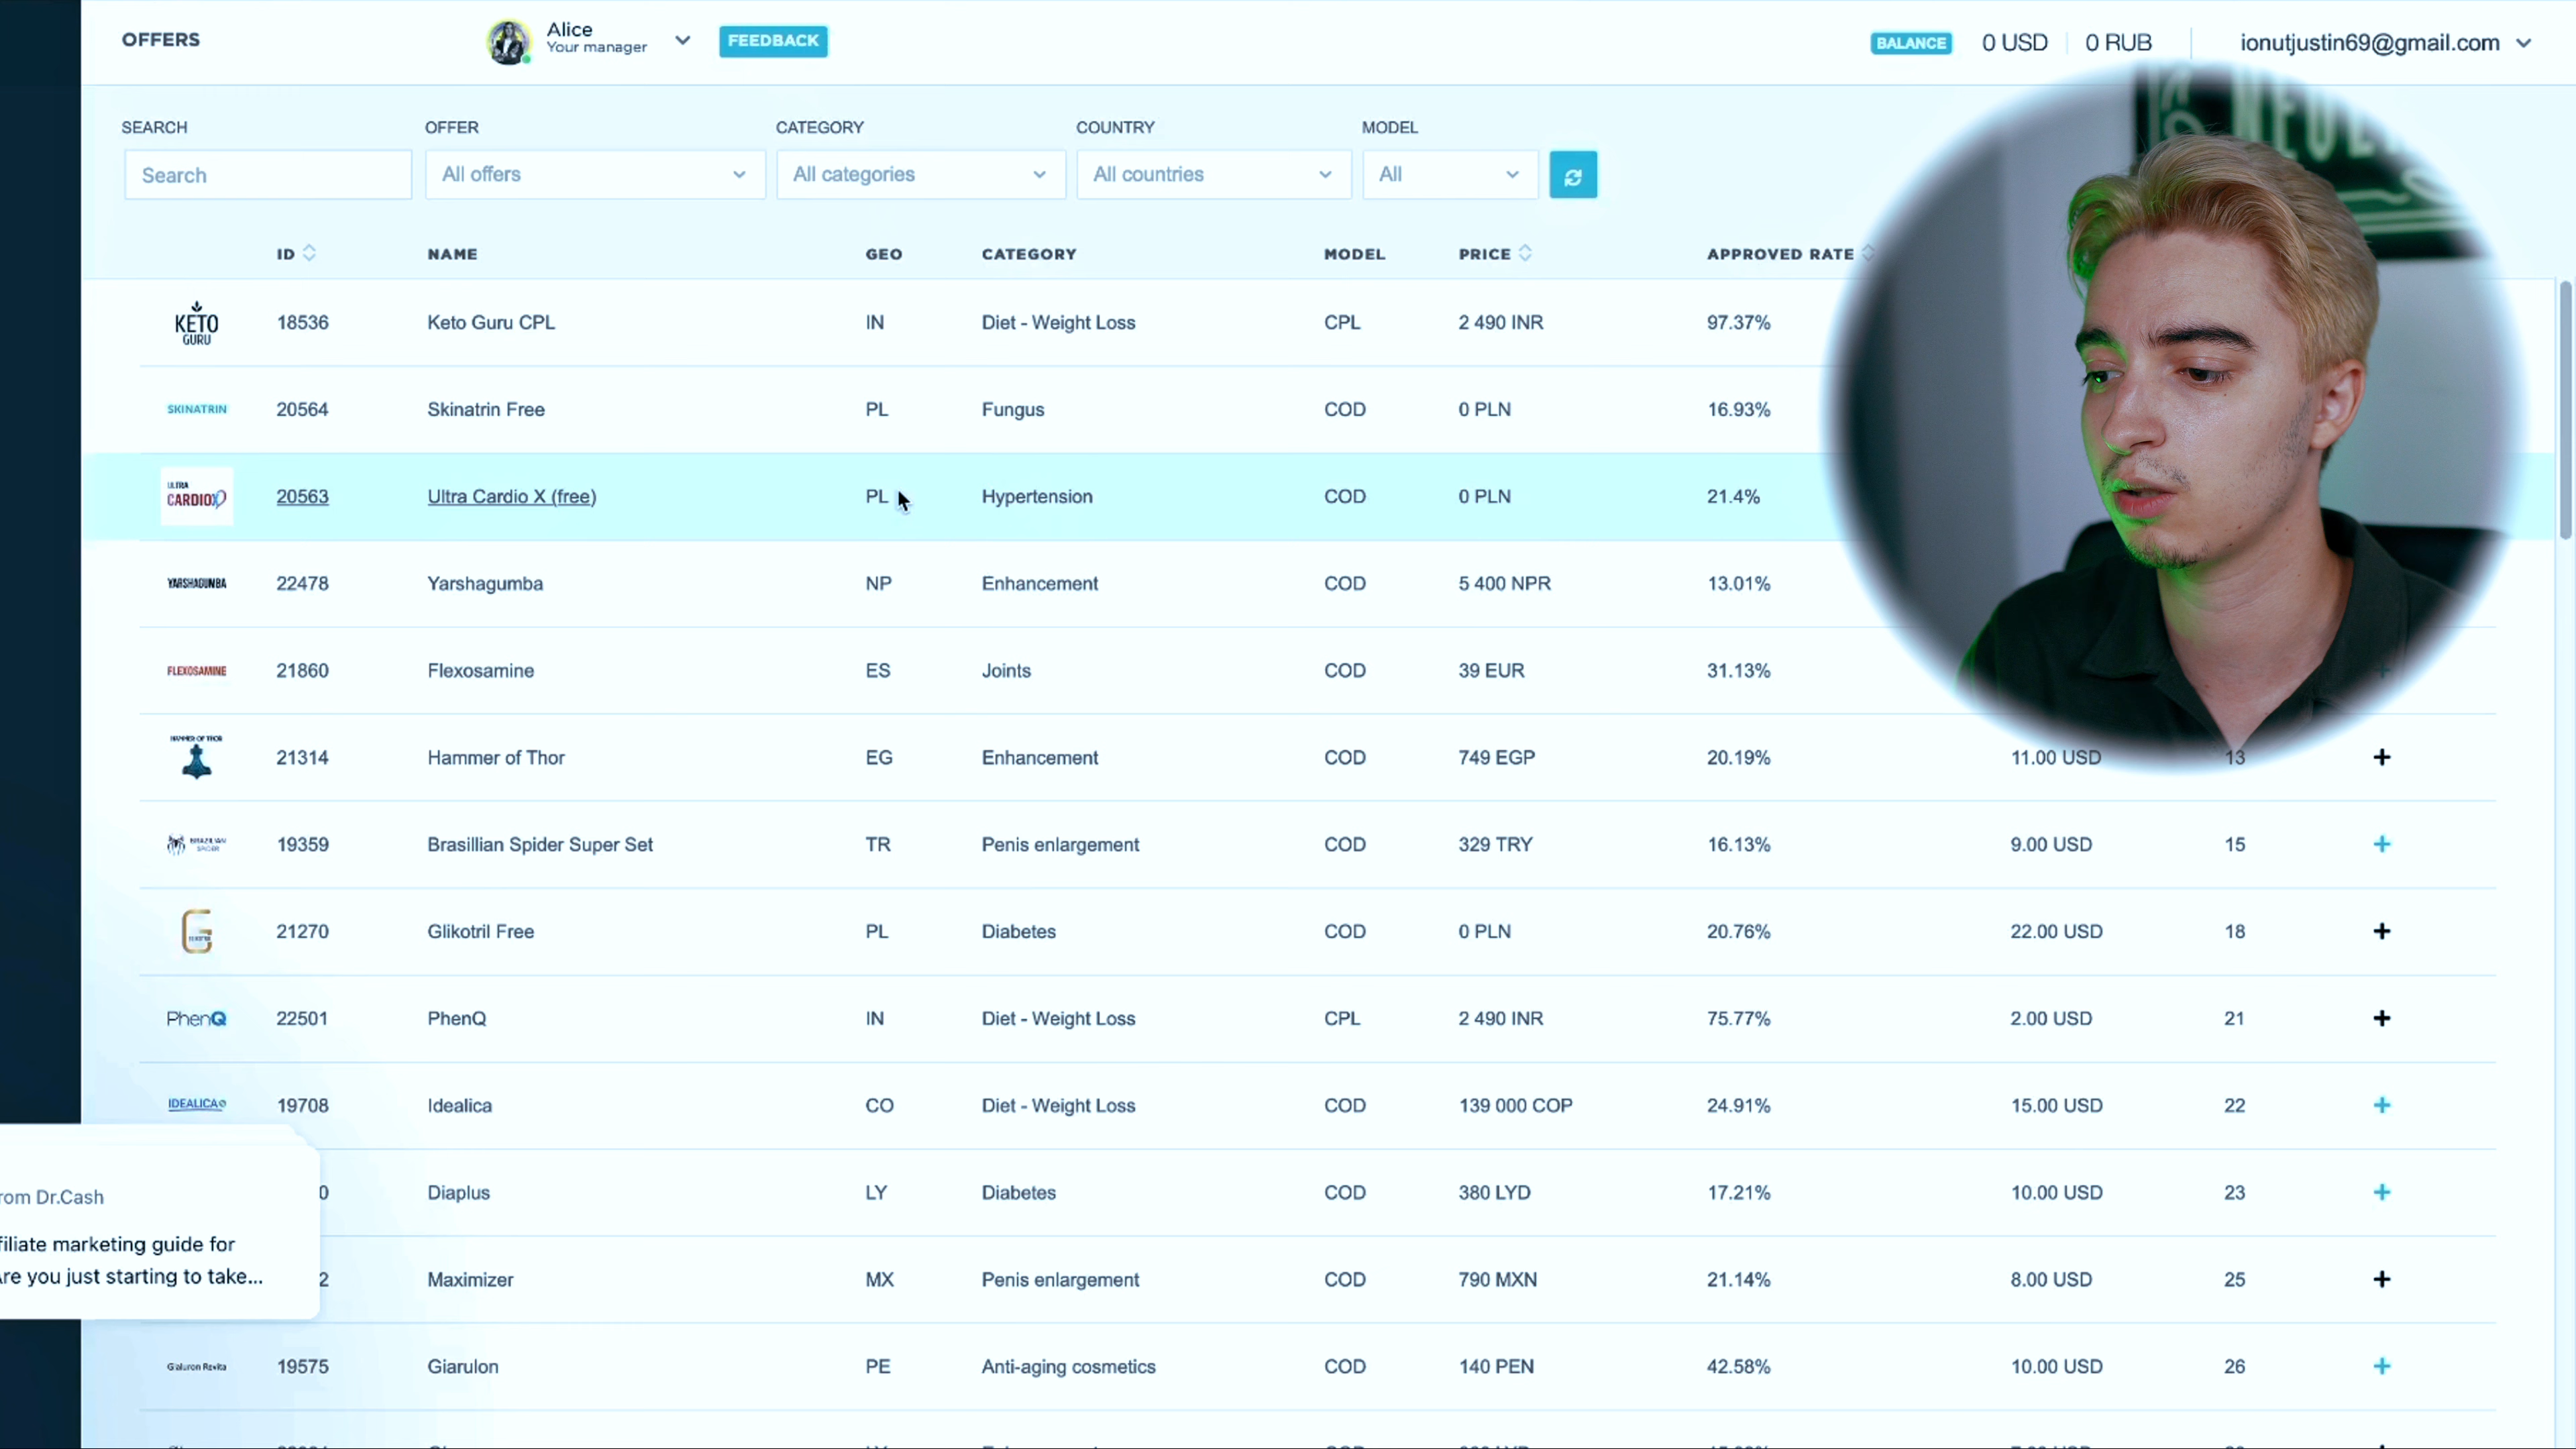 OFFERS
Alice
Your manager
FEEDBACK
BALANCE
0 USD
0 RUB
ionutjustin69@gmail.com
SEARCH OFFER CATEGORY COUNTRY MODEL
Search All offers All categories All countries All
ID NAME GEO CATEGORY MODEL PRICE APPROVED RATE
KETO GURU 18536 Keto Guru CPL IN Diet - Weight Loss CPL 2 490 INR 97.37%
SKINATRIN 20564 Skinatrin Free PL Fungus COD 0 PLN 16.93%
ULTRA CARDIOX 20563 Ultra Cardio X (free) PL Hypertension COD 0 PLN 21.4%
YARSHAGUMBA 22478 Yarshagumba NP Enhancement COD 5 400 NPR 13.01%
FLEXOSAMINE 21860 Flexosamine ES Joints COD 39 EUR 31.13%
HAMMER OF THOR 21314 Hammer of Thor EG Enhancement COD 749 EGP 20.19% 11.00 USD 13 +
BRAZILIAN SPIDER 19359 Brasillian Spider Super Set TR Penis enlargement COD 329 TRY 16.13% 9.00 USD 15 +
G 21270 Glikotril Free PL Diabetes COD 0 PLN 20.76% 22.00 USD 18 +
PhenQ 22501 PhenQ IN Diet - Weight Loss CPL 2 490 INR 75.77% 2.00 USD 21 +
IDEALICA 19708 Idealica CO Diet - Weight Loss COD 139 000 COP 24.91% 15.00 USD 22 +
0 Diaplus LY Diabetes COD 380 LYD 17.21% 10.00 USD 23 +
rom Dr.Cash
filiate marketing guide for
re you just starting to take...
2 Maximizer MX Penis enlargement COD 790 MXN 21.14% 8.00 USD 25 +
Gialuron Revita 19575 Giarulon PE Anti-aging cosmetics COD 140 PEN 42.58% 10.00 USD 26 +